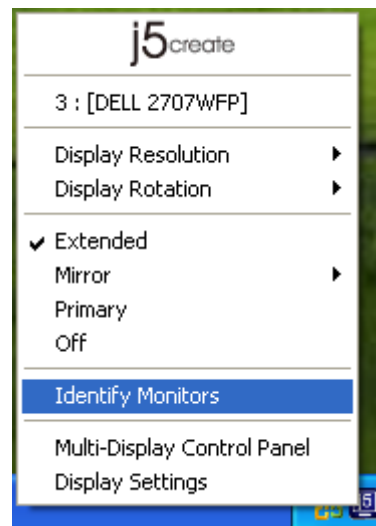 j5create
3 : [DELL 2707WFP]
Display Resolution
Display Rotation
Extended
Mirror
Primary
Off
Identify Monitors
Multi-Display Control Panel
Display Settings
j5